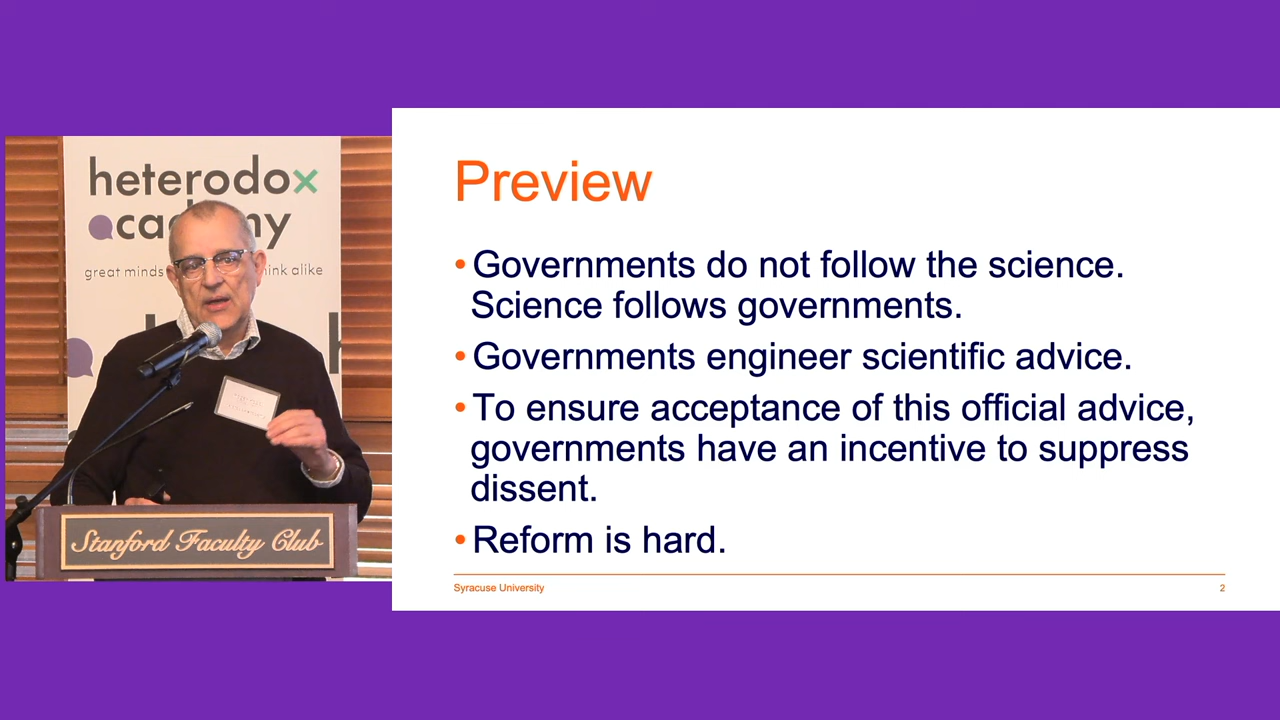 heterodox
academy
great minds
think alike
Stanford Faculty Club
Preview
•Governments do not follow the science.
Science follows governments.
•Governments engineer scientific advice.
•To ensure acceptance of this official advice,
governments have an incentive to suppress
dissent.
•Reform is hard.
Syracuse University
2